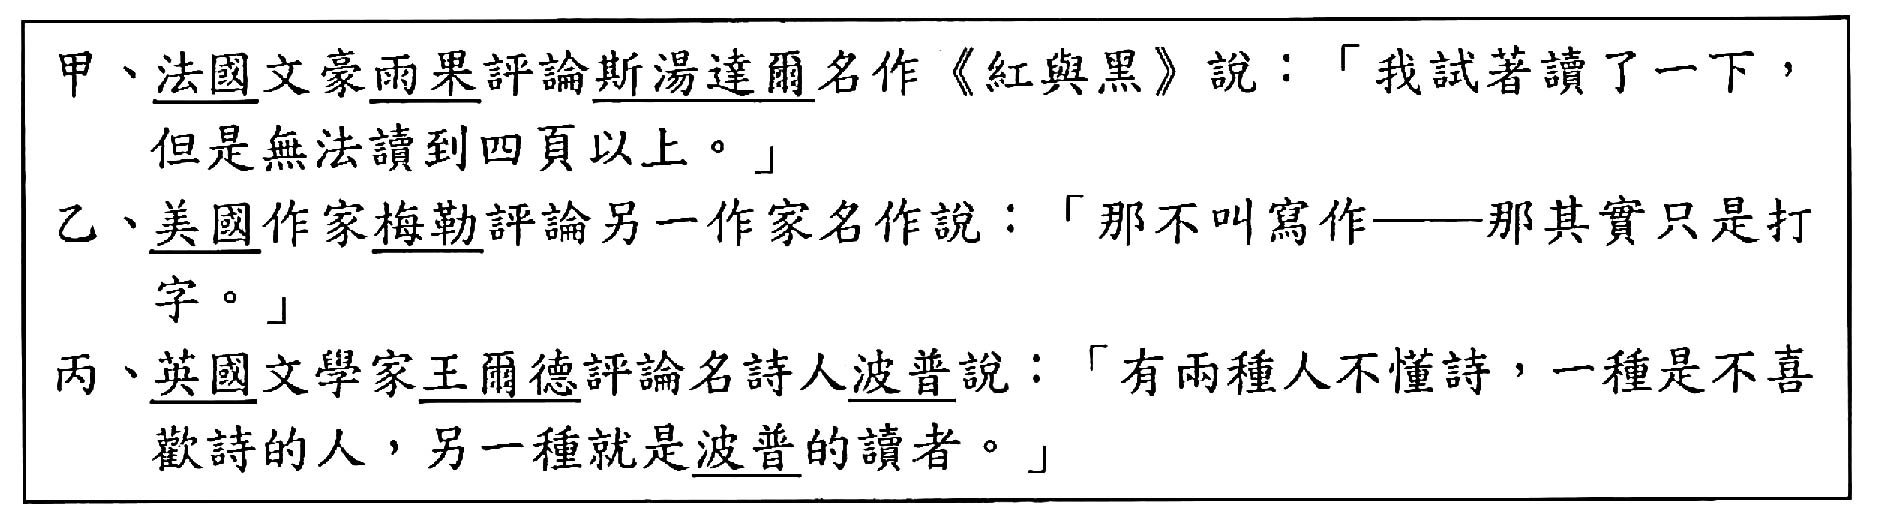 甲、法國文豪雨果評論斯湯達爾名作《紅與黑》說：「我試著讀了一下，
但是無法讀到四頁以上。」
乙、美國作家梅勒評論另一作家名作說：「那不叫寫作——那其實只是打
字。」
丙、英國文學家王爾德評論名詩人波普說：「有兩種人不懂詩，一種是不喜
歡詩的人，另一種就是波普的讀者。」